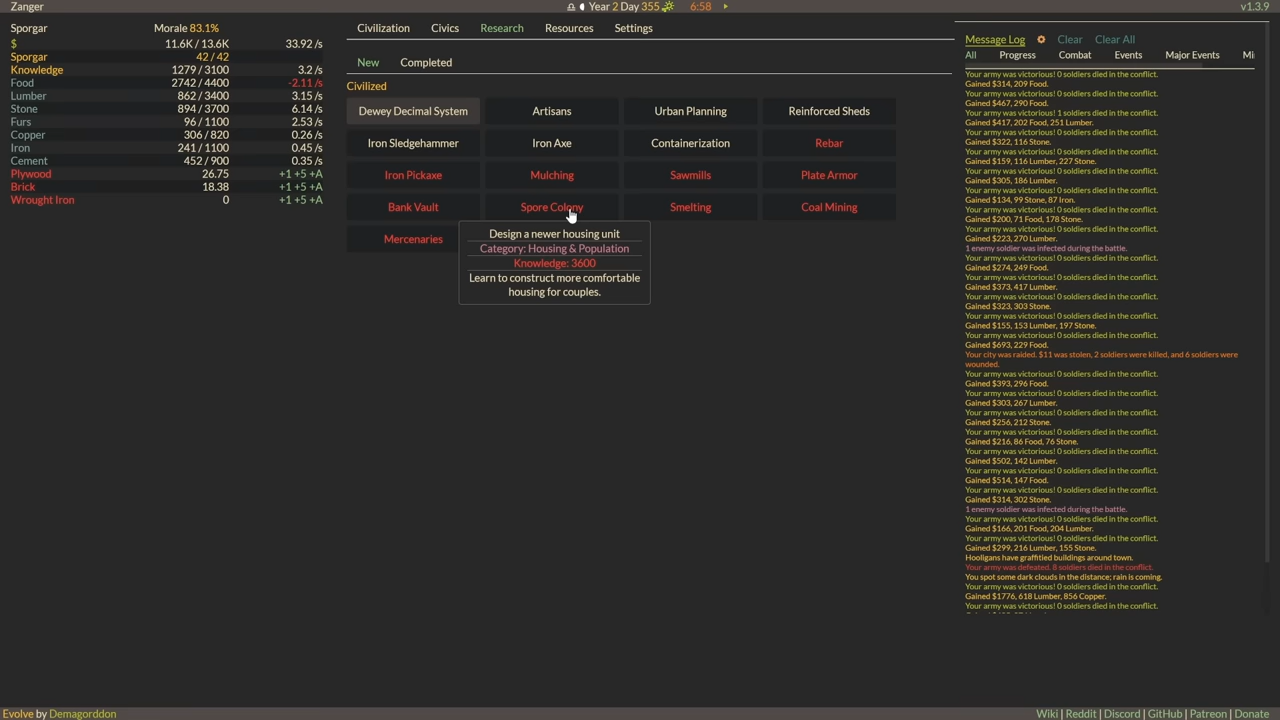 Zanger
Year 2 Day 355
6:58
v1.3.9
Sporgar Morale 83.1%
$ 11.6K / 13.6K 33.92 /s
Sporgar 42 / 42
Knowledge 1279 / 3100 3.2 /s
Food 2742 / 4400 -2.11 /s
Lumber 862 / 3400 3.15 /s
Stone 894 / 3700 6.14 /s
Furs 96 / 1100 2.53 /s
Copper 306 / 820 0.26 /s
Iron 241 / 1100 0.45 /s
Cement 452 / 900 0.35 /s
Plywood 26.75 +1 +5 +A
Brick 18.38 +1 +5 +A
Wrought Iron 0 +1 +5 +A
Civilization Civics Research Resources Settings
New Completed
Civilized
Dewey Decimal System Artisans Urban Planning Reinforced Sheds
Iron Sledgehammer Iron Axe Containerization Rebar
Iron Pickaxe Mulching Sawmills Plate Armor
Bank Vault Spore Colony Smelting Coal Mining
Mercenaries
Design a newer housing unit
Category: Housing & Population
Knowledge: 3600
Learn to construct more comfortable
housing for couples.
Message Log Clear Clear All
All Progress Combat Events Major Events Mi
Your army was victorious! 0 soldiers died in the conflict.
Gained $314, 209 Food.
Your army was victorious! 0 soldiers died in the conflict.
Gained $467, 290 Food.
Your army was victorious! 1 soldiers died in the conflict.
Gained $417, 202 Food, 251 Lumber.
Your army was victorious! 0 soldiers died in the conflict.
Gained $322, 116 Stone.
Your army was victorious! 0 soldiers died in the conflict.
Gained $159, 116 Lumber, 227 Stone.
Your army was victorious! 0 soldiers died in the conflict.
Gained $305, 186 Lumber.
Your army was victorious! 0 soldiers died in the conflict.
Gained $134, 99 Stone, 87 Iron.
Your army was victorious! 0 soldiers died in the conflict.
Gained $200, 71 Food, 178 Stone.
Your army was victorious! 0 soldiers died in the conflict.
Gained $223, 270 Lumber.
1 enemy soldier was infected during the battle.
Your army was victorious! 0 soldiers died in the conflict.
Gained $274, 249 Food.
Your army was victorious! 0 soldiers died in the conflict.
Gained $373, 417 Lumber.
Your army was victorious! 0 soldiers died in the conflict.
Gained $323, 303 Stone.
Your army was victorious! 0 soldiers died in the conflict.
Gained $155, 153 Lumber, 197 Stone.
Your army was victorious! 0 soldiers died in the conflict.
Gained $693, 229 Food.
Your city was raided. $11 was stolen, 2 soldiers were killed, and 6 soldiers were
wounded.
Your army was victorious! 0 soldiers died in the conflict.
Gained $393, 296 Food.
Your army was victorious! 0 soldiers died in the conflict.
Gained $303, 267 Lumber.
Your army was victorious! 0 soldiers died in the conflict.
Gained $256, 212 Stone.
Your army was victorious! 0 soldiers died in the conflict.
Gained $216, 86 Food, 76 Stone.
Your army was victorious! 0 soldiers died in the conflict.
Gained $502, 142 Lumber.
Your army was victorious! 0 soldiers died in the conflict.
Gained $514, 147 Food.
Your army was victorious! 0 soldiers died in the conflict.
Gained $314, 302 Stone.
1 enemy soldier was infected during the battle.
Your army was victorious! 0 soldiers died in the conflict.
Gained $166, 201 Food, 204 Lumber.
Your army was victorious! 0 soldiers died in the conflict.
Gained $299, 216 Lumber, 155 Stone.
Hooligans have graffitied buildings around town.
Your army was defeated. 8 soldiers died in the conflict.
You spot some dark clouds in the distance; rain is coming.
Your army was victorious! 0 soldiers died in the conflict.
Gained $1776, 618 Lumber, 856 Copper.
Your army was victorious! 0 soldiers died in the conflict.
Evolve by Demagorddon
Wiki | Reddit | Discord | GitHub | Patreon | Donate